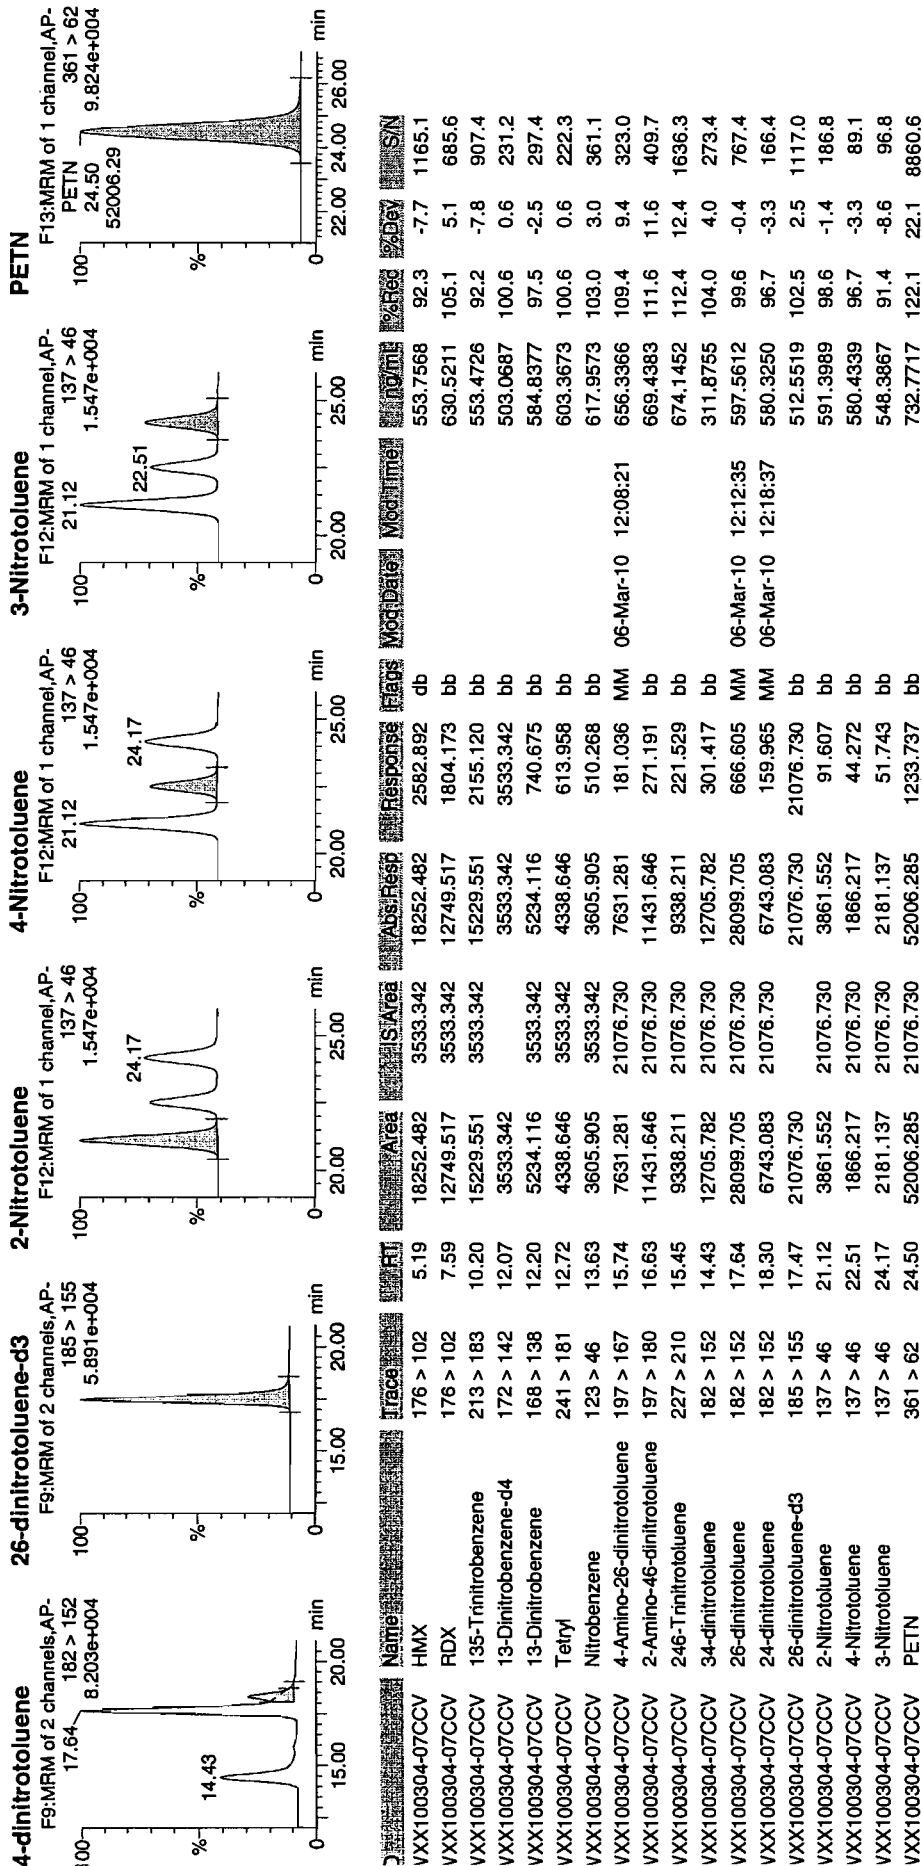 4-dinitrotoluene
F9:MRM of 2 channels,AP-
182 > 152
8.203e+004
17.64
14.43
%
0
min
15.00 20.00
26-dinitrotoluene-d3
F9:MRM of 2 channels,AP-
185 > 155
5.891e+004
100
%
0
min
15.00 20.00
2-Nitrotoluene
F12:MRM of 1 channel,AP-
137 > 46
1.547e+004
100
24.17
%
0
min
20.00 25.00
4-Nitrotoluene
F12:MRM of 1 channel,AP-
137 > 46
1.547e+004
21.12
100
24.17
%
0
min
20.00 25.00
3-Nitrotoluene
F12:MRM of 1 channel,AP-
137 > 46
1.547e+004
21.12
100
22.51
%
0
min
20.00 25.00
PETN
F13:MRM of 1 channel,AP-
PETN 361 > 62
24.50 9.824e+004
52006.29
100
%
0
min
22.00 24.00 26.00
Name Trace RT Area IS Area Abs Resp Response Flags Mod Date Mod Time ng/mL %Rec %Dev S/N
VXX100304-07CCV HMX 176 > 102 5.19 18252.482 3533.342 18252.482 2582.892 db 553.7568 92.3 -7.7 1165.1
VXX100304-07CCV RDX 176 > 102 7.59 12749.517 3533.342 12749.517 1804.173 bb 630.5211 105.1 5.1 685.6
VXX100304-07CCV 135-Trinitrobenzene 213 > 183 10.20 15229.551 3533.342 15229.551 2155.120 bb 553.4726 92.2 -7.8 907.4
VXX100304-07CCV 13-Dinitrobenzene-d4 172 > 142 12.07 3533.342 3533.342 3533.342 bb 503.0687 100.6 0.6 231.2
VXX100304-07CCV 13-Dinitrobenzene 168 > 138 12.20 5234.116 3533.342 5234.116 740.675 bb 584.8377 97.5 -2.5 297.4
VXX100304-07CCV Tetryl 241 > 181 12.72 4338.646 3533.342 4338.646 613.958 bb 603.3673 100.6 0.6 222.3
VXX100304-07CCV Nitrobenzene 123 > 46 13.63 3605.905 3533.342 3605.905 510.268 bb 617.9573 103.0 3.0 361.1
VXX100304-07CCV 4-Amino-26-dinitrotoluene 197 > 167 15.74 7631.281 21076.730 7631.281 181.036 MM 06-Mar-10 12:08:21 656.3366 109.4 9.4 323.0
VXX100304-07CCV 2-Amino-46-dinitrotoluene 197 > 180 16.63 11431.646 21076.730 11431.646 271.191 bb 669.4383 111.6 11.6 409.7
VXX100304-07CCV 246-Trinitrotoluene 227 > 210 15.45 9338.211 21076.730 9338.211 221.529 bb 674.1452 112.4 12.4 1636.3
VXX100304-07CCV 34-dinitrotoluene 182 > 152 14.43 12705.782 21076.730 12705.782 301.417 bb 311.8755 104.0 4.0 273.4
VXX100304-07CCV 26-dinitrotoluene 182 > 152 17.64 28099.705 21076.730 28099.705 666.605 MM 06-Mar-10 12:12:35 597.5612 99.6 -0.4 767.4
VXX100304-07CCV 24-dinitrotoluene 182 > 152 18.30 6743.083 21076.730 6743.083 159.965 MM 06-Mar-10 12:18:37 580.3250 96.7 -3.3 166.4
VXX100304-07CCV 26-dinitrotoluene-d3 185 > 155 17.47 21076.730 21076.730 21076.730 bb 512.5519 102.5 2.5 1117.0
VXX100304-07CCV 2-Nitrotoluene 137 > 46 21.12 3861.552 21076.730 3861.552 91.607 bb 591.3989 98.6 -1.4 186.8
VXX100304-07CCV 4-Nitrotoluene 137 > 46 22.51 1866.217 21076.730 1866.217 44.272 bb 580.4339 96.7 -3.3 89.1
VXX100304-07CCV 3-Nitrotoluene 137 > 46 24.17 2181.137 21076.730 2181.137 51.743 bb 548.3867 91.4 -8.6 96.8
VXX100304-07CCV PETN 361 > 62 24.50 52006.285 21076.730 52006.285 1233.737 bb 732.7717 122.1 22.1 8860.6